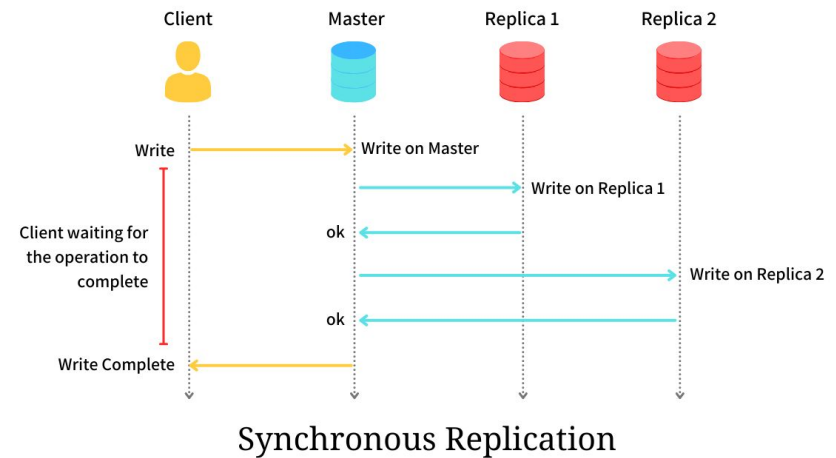 Client
Master
Replica 1
Replica 2
Write
Write on Master
Write on Replica 1
Client waiting for
the operation to
complete
ok
Write on Replica 2
ok
Write Complete
Synchronous Replication